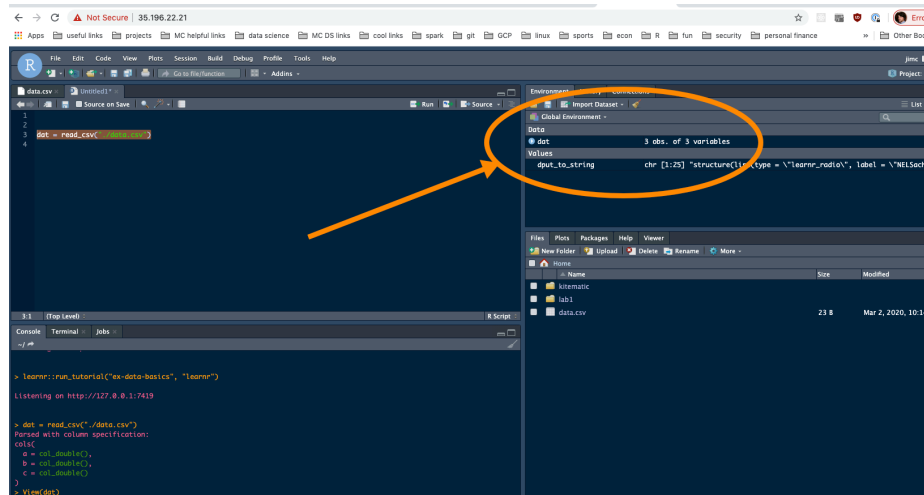 Not Secure | 35.196.22.21
Erro
Apps useful links projects MC helpful links data science MC DS links cool links spark git GCP linux sports econ R fun security personal finance » Other Boo
R File Edit Code View Plots Session Build Debug Profile Tools Help jimc
Go to file/function Addins Project:
data.csv × Untitled1* ×
Source on Save Run Source
1
2
3 dat = read_csv("./data.csv")
4
3:1 (Top Level) R Script
Console Terminal × Jobs ×
~/
> learnr::run_tutorial("ex-data-basics", "learnr")
Listening on http://127.0.0.1:7419
> dat = read_csv("./data.csv")
Parsed with column specification:
cols(
a = col_double(),
b = col_double(),
c = col_double()
)
> View(dat)
Environment Connections
Import Dataset List
Global Environment
Data
dat 3 obs. of 3 variables
Values
dput_to_string chr [1:25] "structure(list(type = \"learnr_radio\", label = \"NELSach
Files Plots Packages Help Viewer
New Folder Upload Delete Rename More
Home
Name Size Modified
kitematic
lab1
data.csv 23 B Mar 2, 2020, 10:14